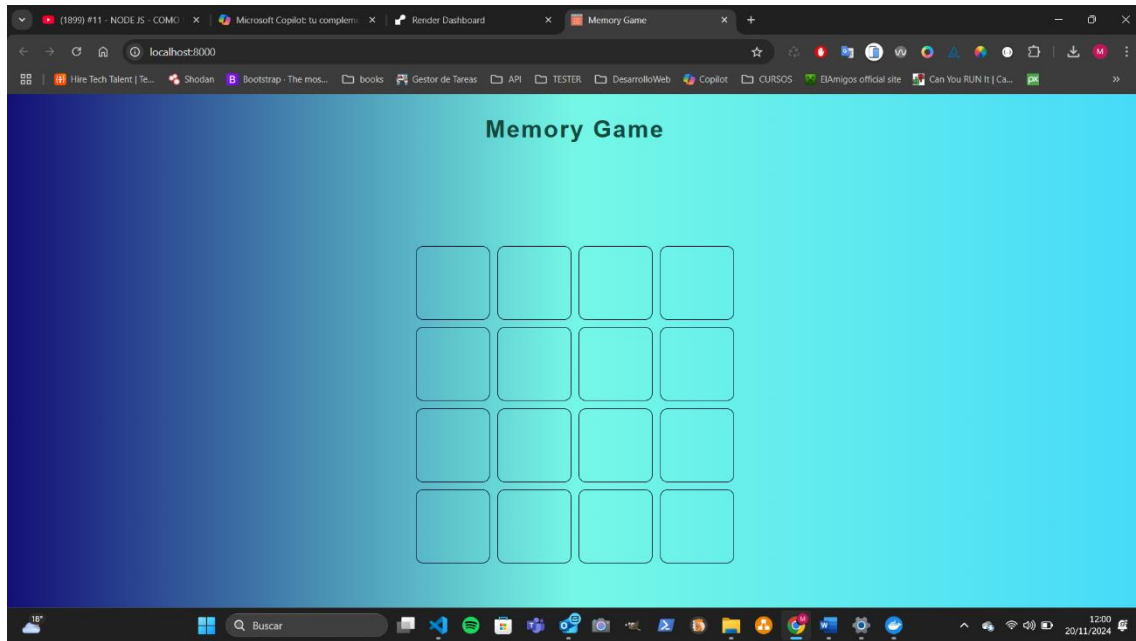 (1899) #11 - NODE JS - COMO
Microsoft Copilot: tu compleme
Render Dashboard
Memory Game
localhost:8000
Hire Tech Talent | Te...
Shodan
B Bootstrap · The mos...
books
Gestor de Tareas
API
TESTER
DesarrolloWeb
Copilot
CURSOS
ElAmigos official site
Can You RUN It | Ca...
Memory Game
18°
Buscar
12:00
20/11/2024